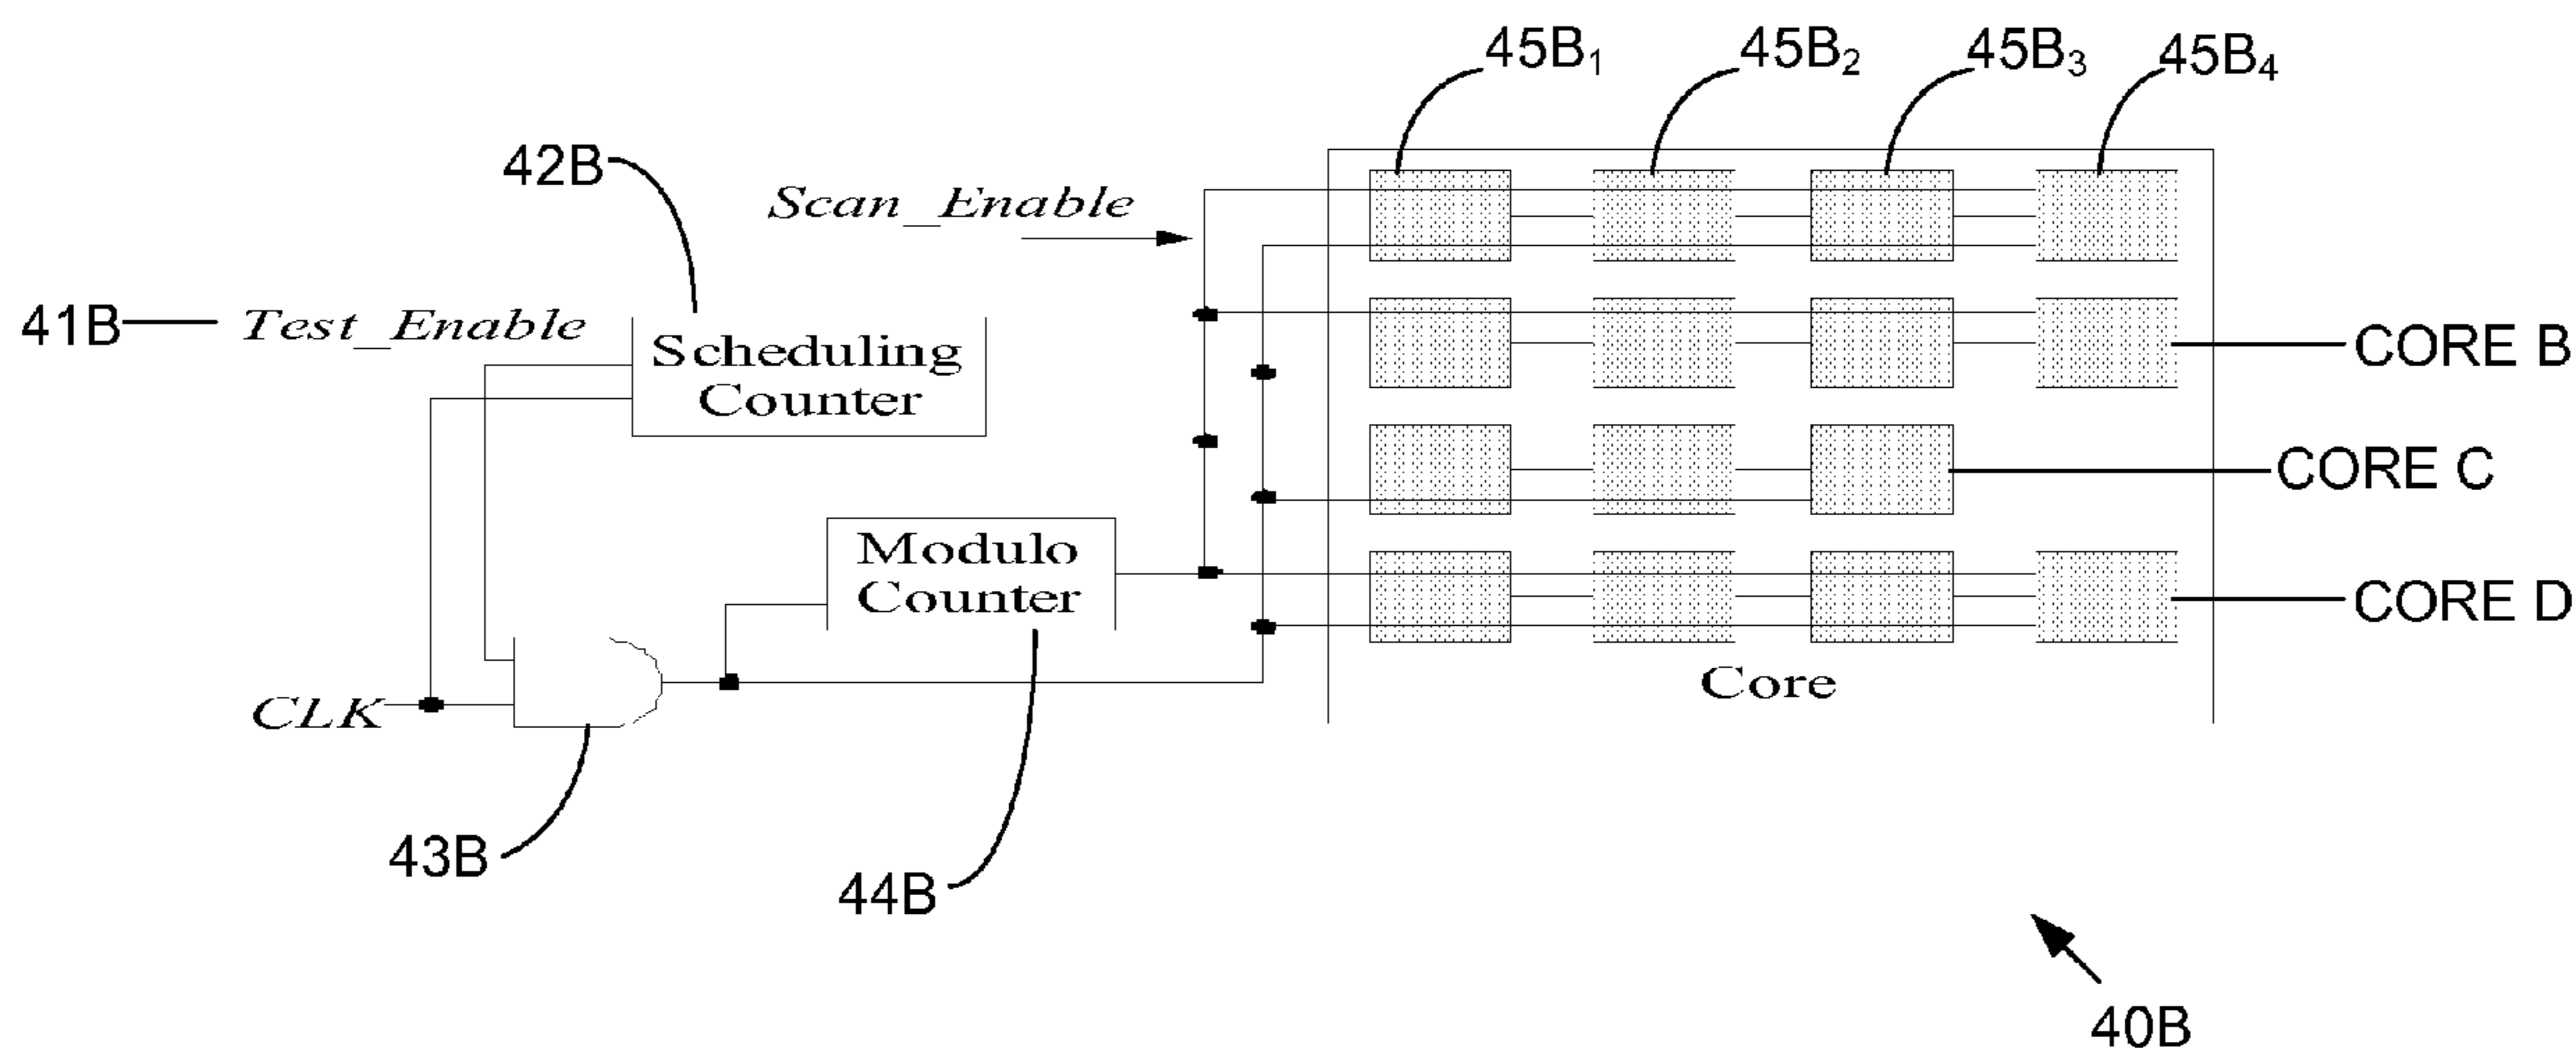 45B₁ 45B₂ 45B₃ 45B₄
42B
Scan_Enable
41B Test_Enable
Scheduling
Counter
CORE B
CORE C
Modulo
Counter
CORE D
Core
CLK
43B
44B
40B